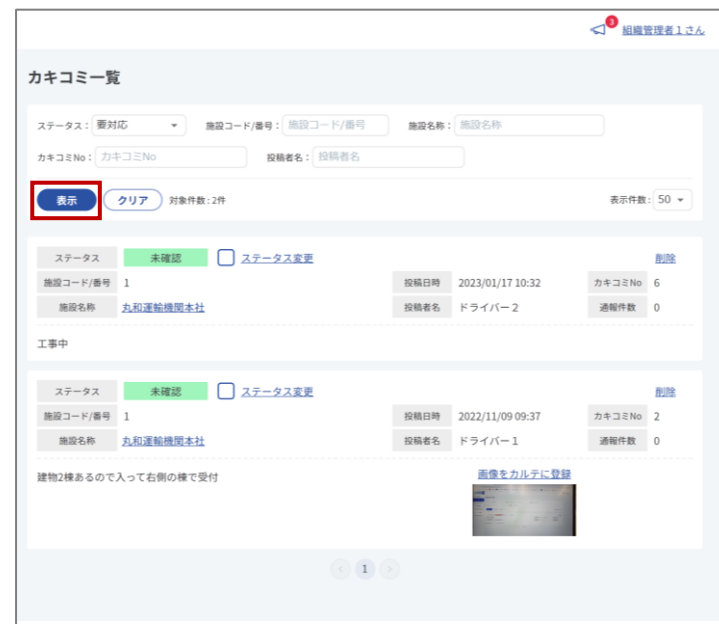 3 組織管理者1さん
カキコミ一覧
ステータス： 要対応 施設コード/番号： 施設コード/番号 施設名称： 施設名称
カキコミNo： カキコミNo 投稿者名： 投稿者名
表示 クリア 対象件数：2件 表示件数： 50
ステータス 未確認 ステータス変更 削除
施設コード/番号 1 投稿日時 2023/01/17 10:32 カキコミNo 6
施設名称 丸和運輸機関本社 投稿者名 ドライバー2 通報件数 0
工事中
ステータス 未確認 ステータス変更 削除
施設コード/番号 1 投稿日時 2022/11/09 09:37 カキコミNo 2
施設名称 丸和運輸機関本社 投稿者名 ドライバー1 通報件数 0
建物2棟あるので入って右側の棟で受付 画像をカルテに登録
< 1 >